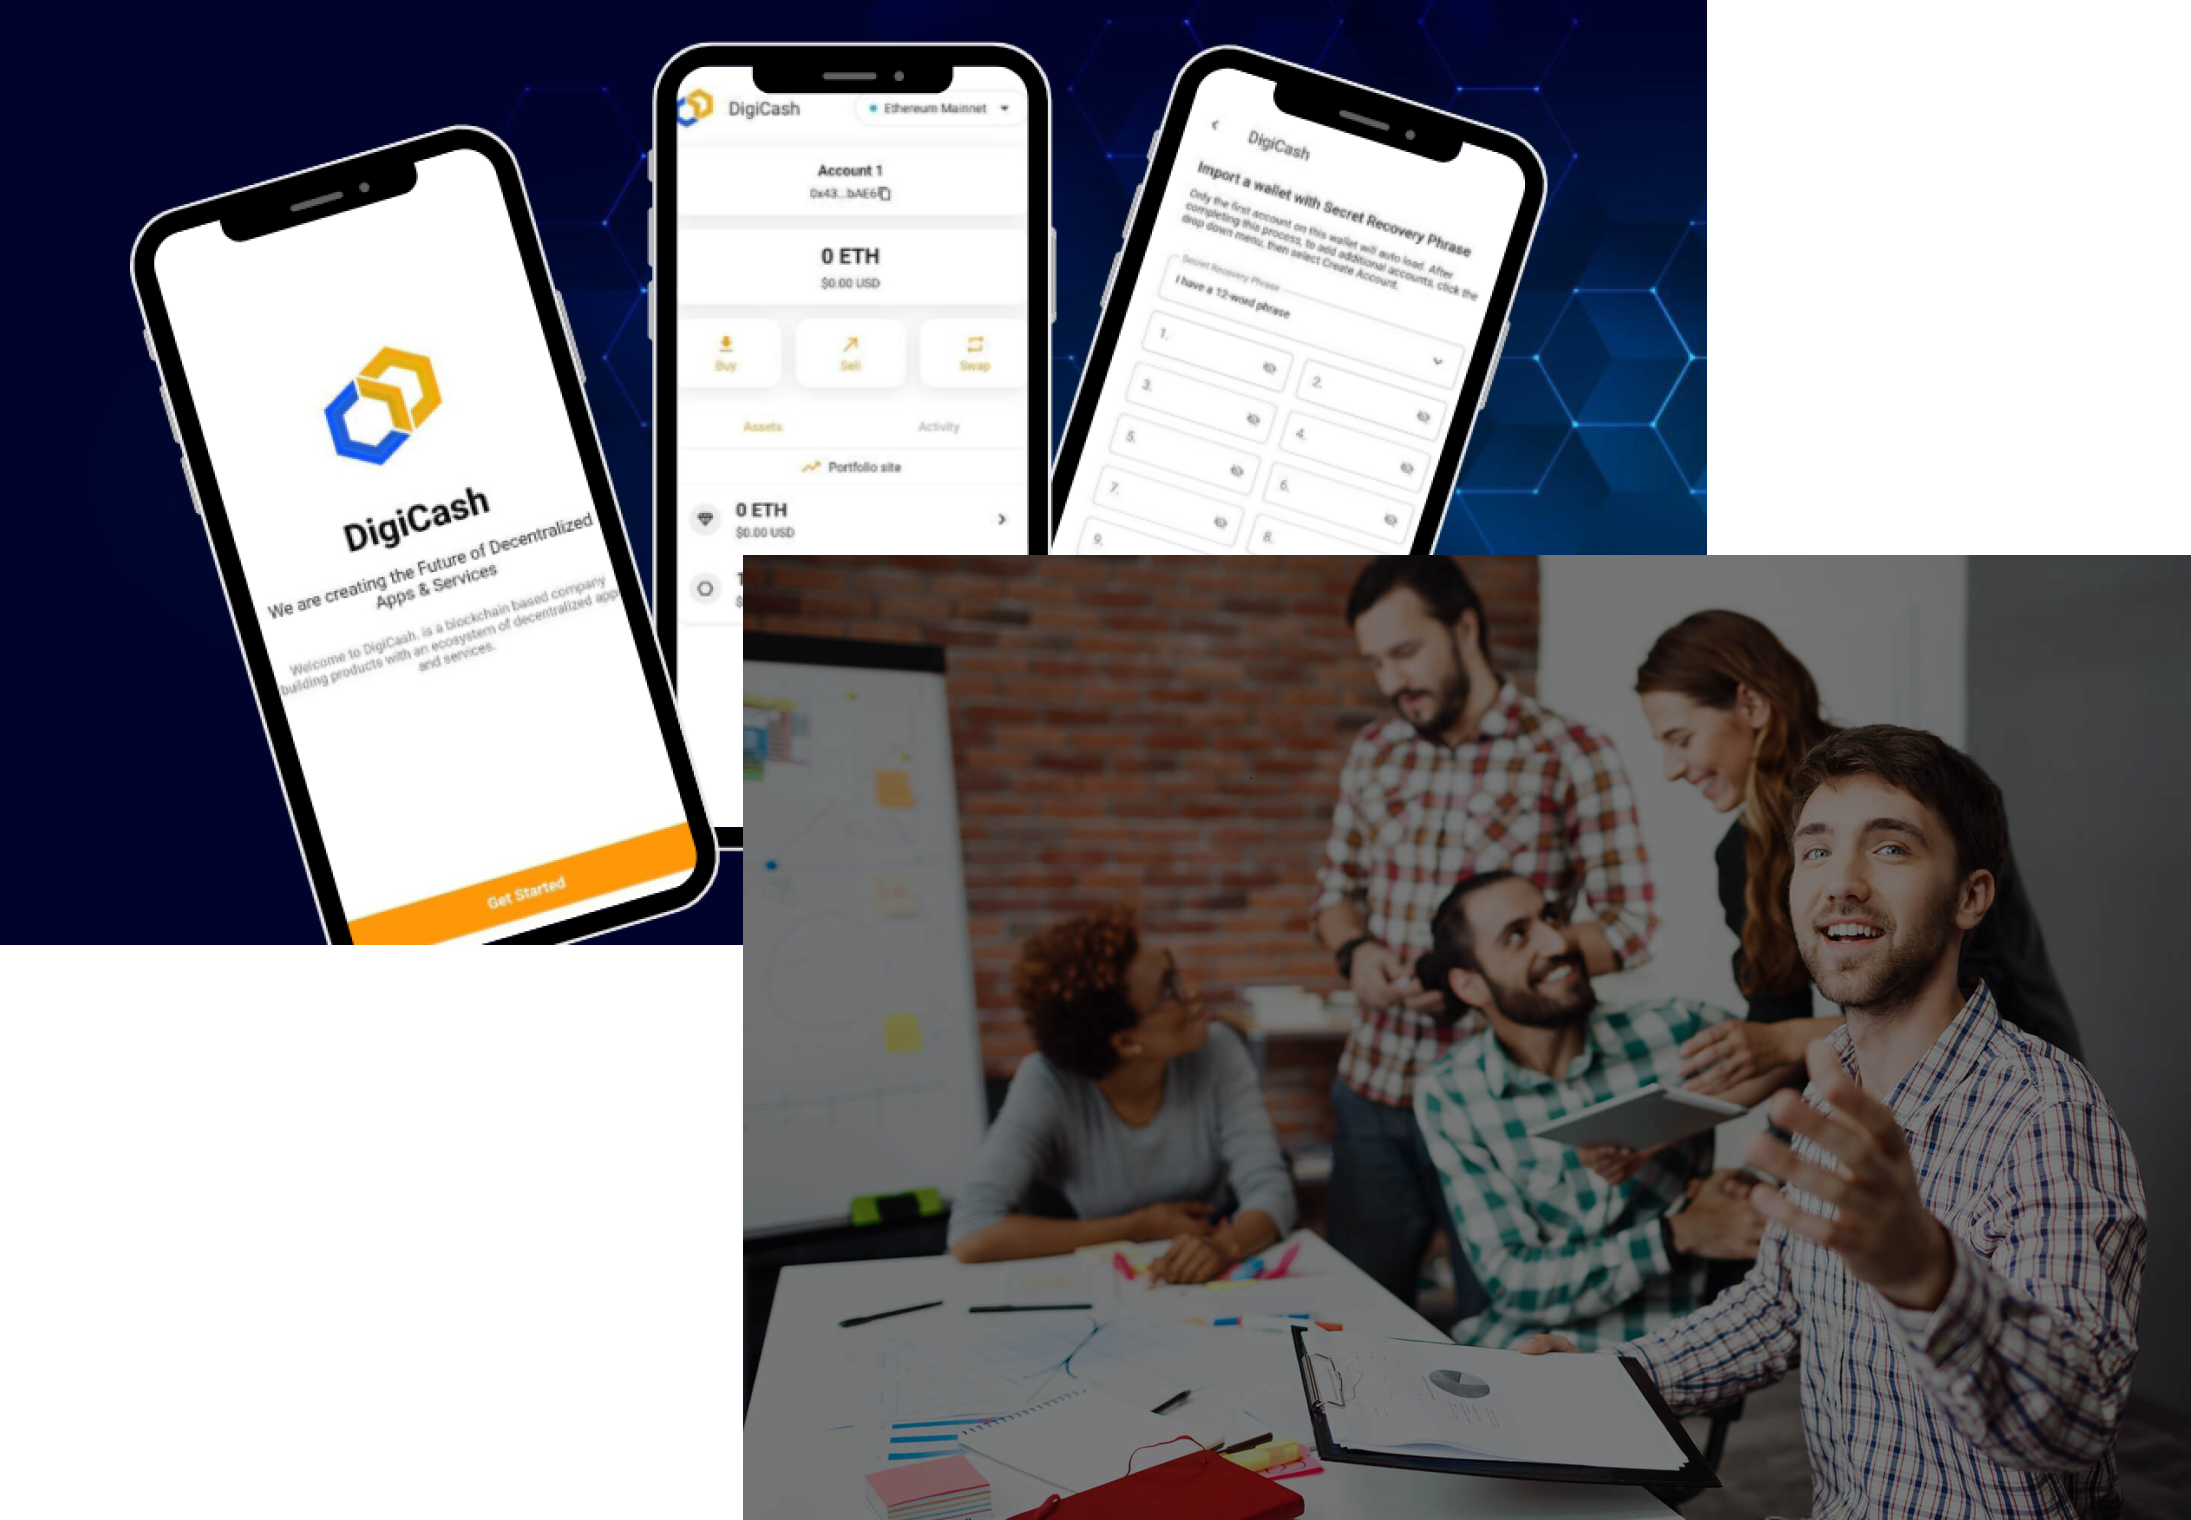 DigiCash
We are creating the Future of Decentralized
Apps & Services
Welcome to DigiCash. is a blockchain based company
building products with an ecosystem of decentralized app
and services.
Get Started
DigiCash
Ethereum Mainnet
Account 1
0x43...bAE6
0 ETH
$0.00 USD
Buy
Sell
Swap
Assets
Activity
Portfolio site
0 ETH
$0.00 USD
$
DigiCash
Import a wallet with Secret Recovery Phrase
Only the first account on this wallet will auto load. After
completing this process, to add additional accounts, click the
drop down menu, then select Create Account.
Secret Recovery Phrase
I have a 12-word phrase
1.
2.
3.
4.
5.
6.
7.
8.
9.